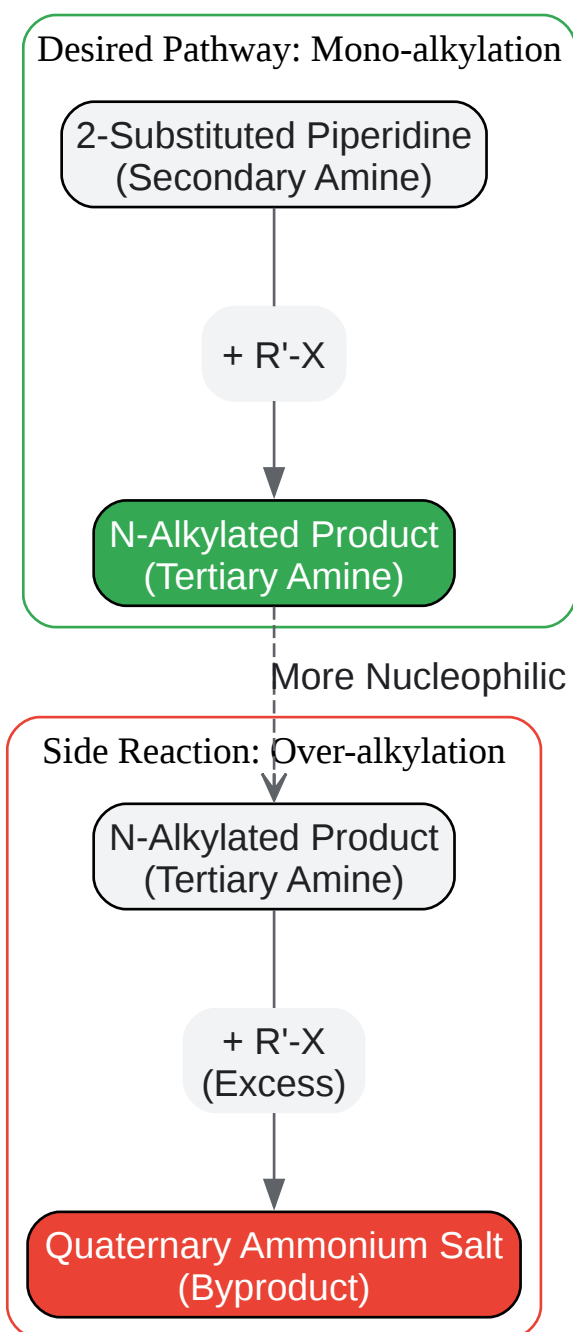 Desired Pathway: Mono-alkylation
2-Substituted Piperidine
(Secondary Amine)
+ R'-X
N-Alkylated Product
(Tertiary Amine)
More Nucleophilic
Side Reaction: Over-alkylation
N-Alkylated Product
(Tertiary Amine)
+ R'-X
(Excess)
Quaternary Ammonium Salt
(Byproduct)